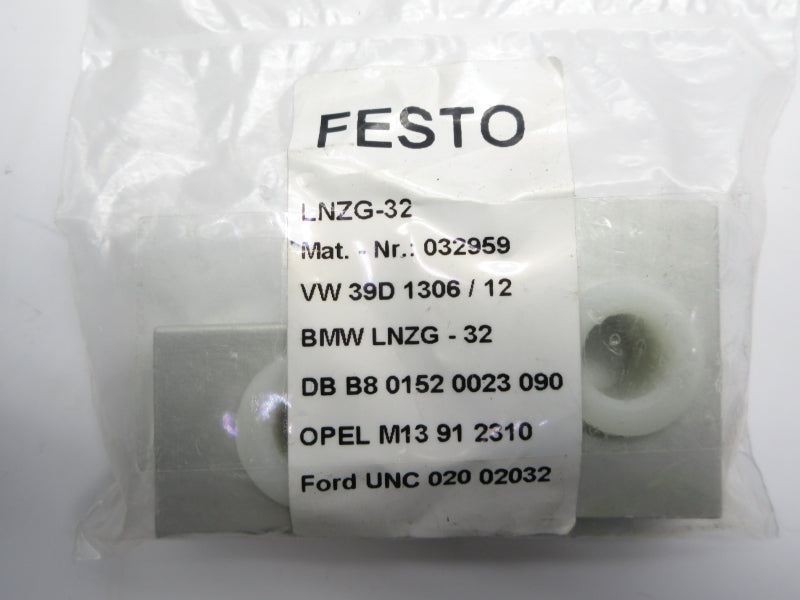 FESTO
LNZG-32
Mat. - Nr.: 032959
VW 39D 1306 / 12
BMW LNZG - 32
DB B8 0152 0023 090
OPEL M13 91 2310
Ford UNC 020 02032